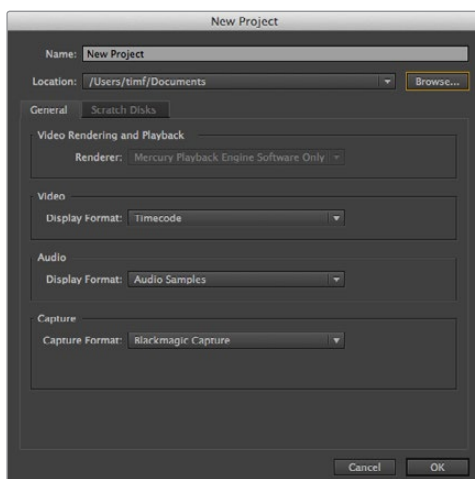 New Project
Name: New Project
Location: /Users/timf/Documents Browse...
General Scratch Disks
Video Rendering and Playback
Renderer: Mercury Playback Engine Software Only
Video
Display Format: Timecode
Audio
Display Format: Audio Samples
Capture
Capture Format: Blackmagic Capture
Cancel OK